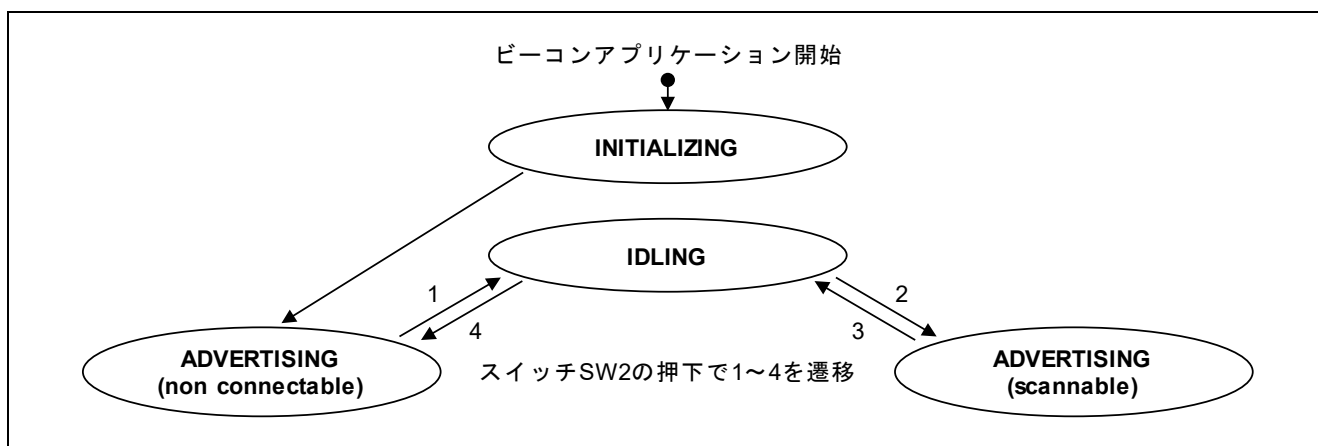 ビーコンアプリケーション開始
INITIALIZING
IDLING
1
2
4
3
ADVERTISING
(non connectable)
スイッチSW2の押下で1～4を遷移
ADVERTISING
(scannable)